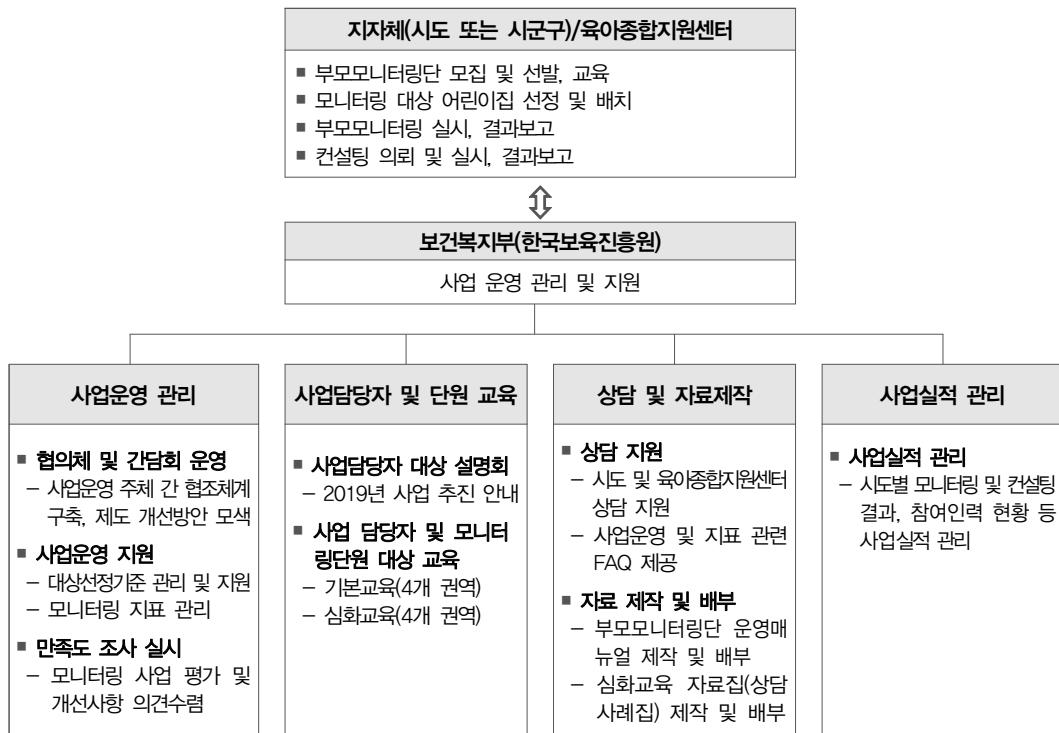 지자체(시도 또는 시군구)/육아종합지원센터
■ 부모모니터링단 모집 및 선발, 교육
■ 모니터링 대상 어린이집 선정 및 배치
■ 부모모니터링 실시, 결과보고
■ 컨설팅 의뢰 및 실시, 결과보고
보건복지부(한국보육진흥원)
사업 운영 관리 및 지원
사업운영 관리
■ 협의체 및 간담회 운영
– 사업운영 주체 간 협조체계
구축, 제도 개선방안 모색
■ 사업운영 지원
– 대상선정기준 관리 및 지원
– 모니터링 지표 관리
■ 만족도 조사 실시
– 모니터링 사업 평가 및
개선사항 의견수렴
사업담당자 및 단원 교육
■ 사업담당자 대상 설명회
– 2019년 사업 추진 안내
■ 사업 담당자 및 모니터
링단원 대상 교육
– 기본교육(4개 권역)
– 심화교육(4개 권역)
상담 및 자료제작
■ 상담 지원
– 시도 및 육아종합지원센터
상담 지원
– 사업운영 및 지표 관련
FAQ 제공
■ 자료 제작 및 배부
– 부모모니터링단 운영매
뉴얼 제작 및 배부
– 심화교육 자료집(상담
사례집) 제작 및 배부
사업실적 관리
■ 사업실적 관리
– 시도별 모니터링 및 컨설팅
결과, 참여인력 현황 등
사업실적 관리